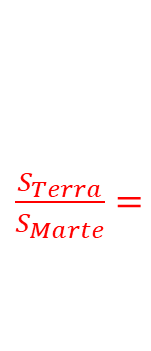 S_Terra
S_Marte =